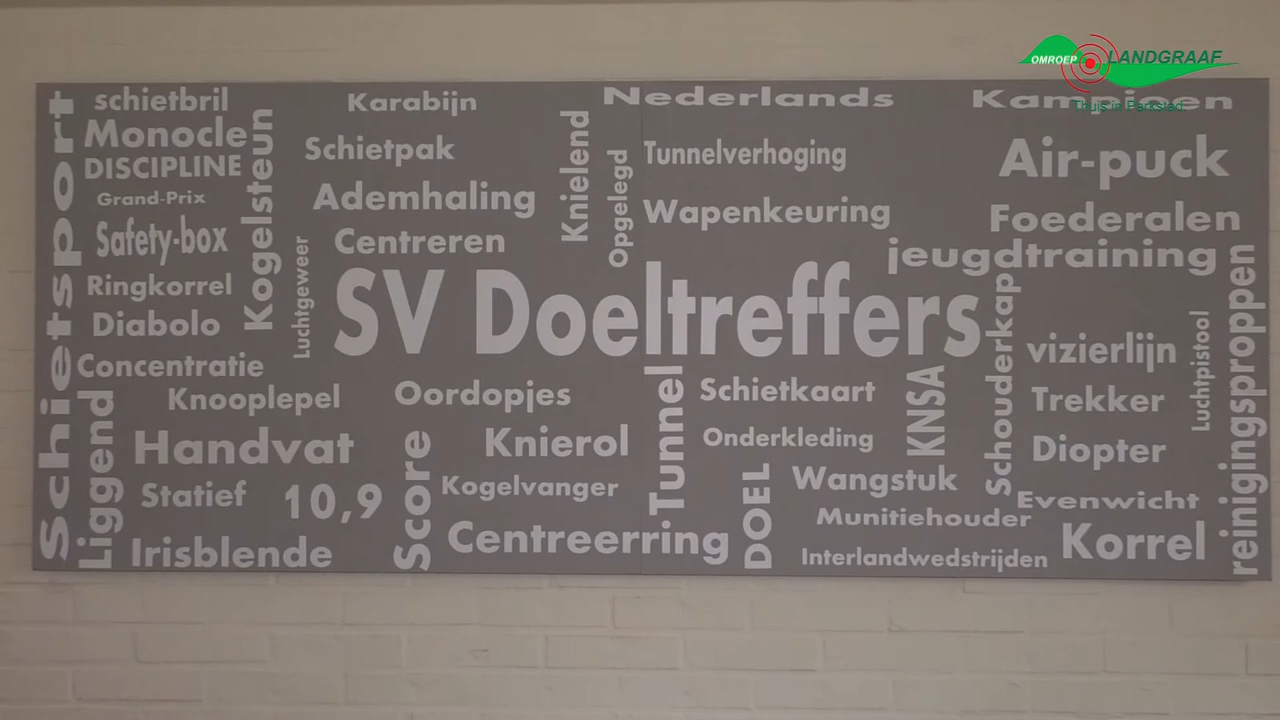 OMROEP LANDGRAAF
Thuis in Parkstad
Schietsport
schietbril
Monocle
DISCIPLINE
Grand-Prix
Safety-box
Ringkorrel
Diabolo
Concentratie
Kogelsteun
Luchtgeweer
Karabijn
Schietpak
Ademhaling
Centreren
Knielend
Opgelegd
Nederlands Kampioen
Tunnelverhoging
Wapenkeuring
Air-puck
Foederalen
jeugdtraining
SV Doeltreffers
Schouderkap
vizierlijn
Luchtpistool
reinigingsproppen
Liggend
Knooplepel
Handvat
Statief
10,9
Irisblende
Oordopjes
Score
Knierol
Kogelvanger
Centreerring
Tunnel
Schietkaart
Onderkleding
KNSA
DOEL
Wangstuk
Munitiehouder
Interlandwedstrijden
Trekker
Diopter
Evenwicht
Korrel